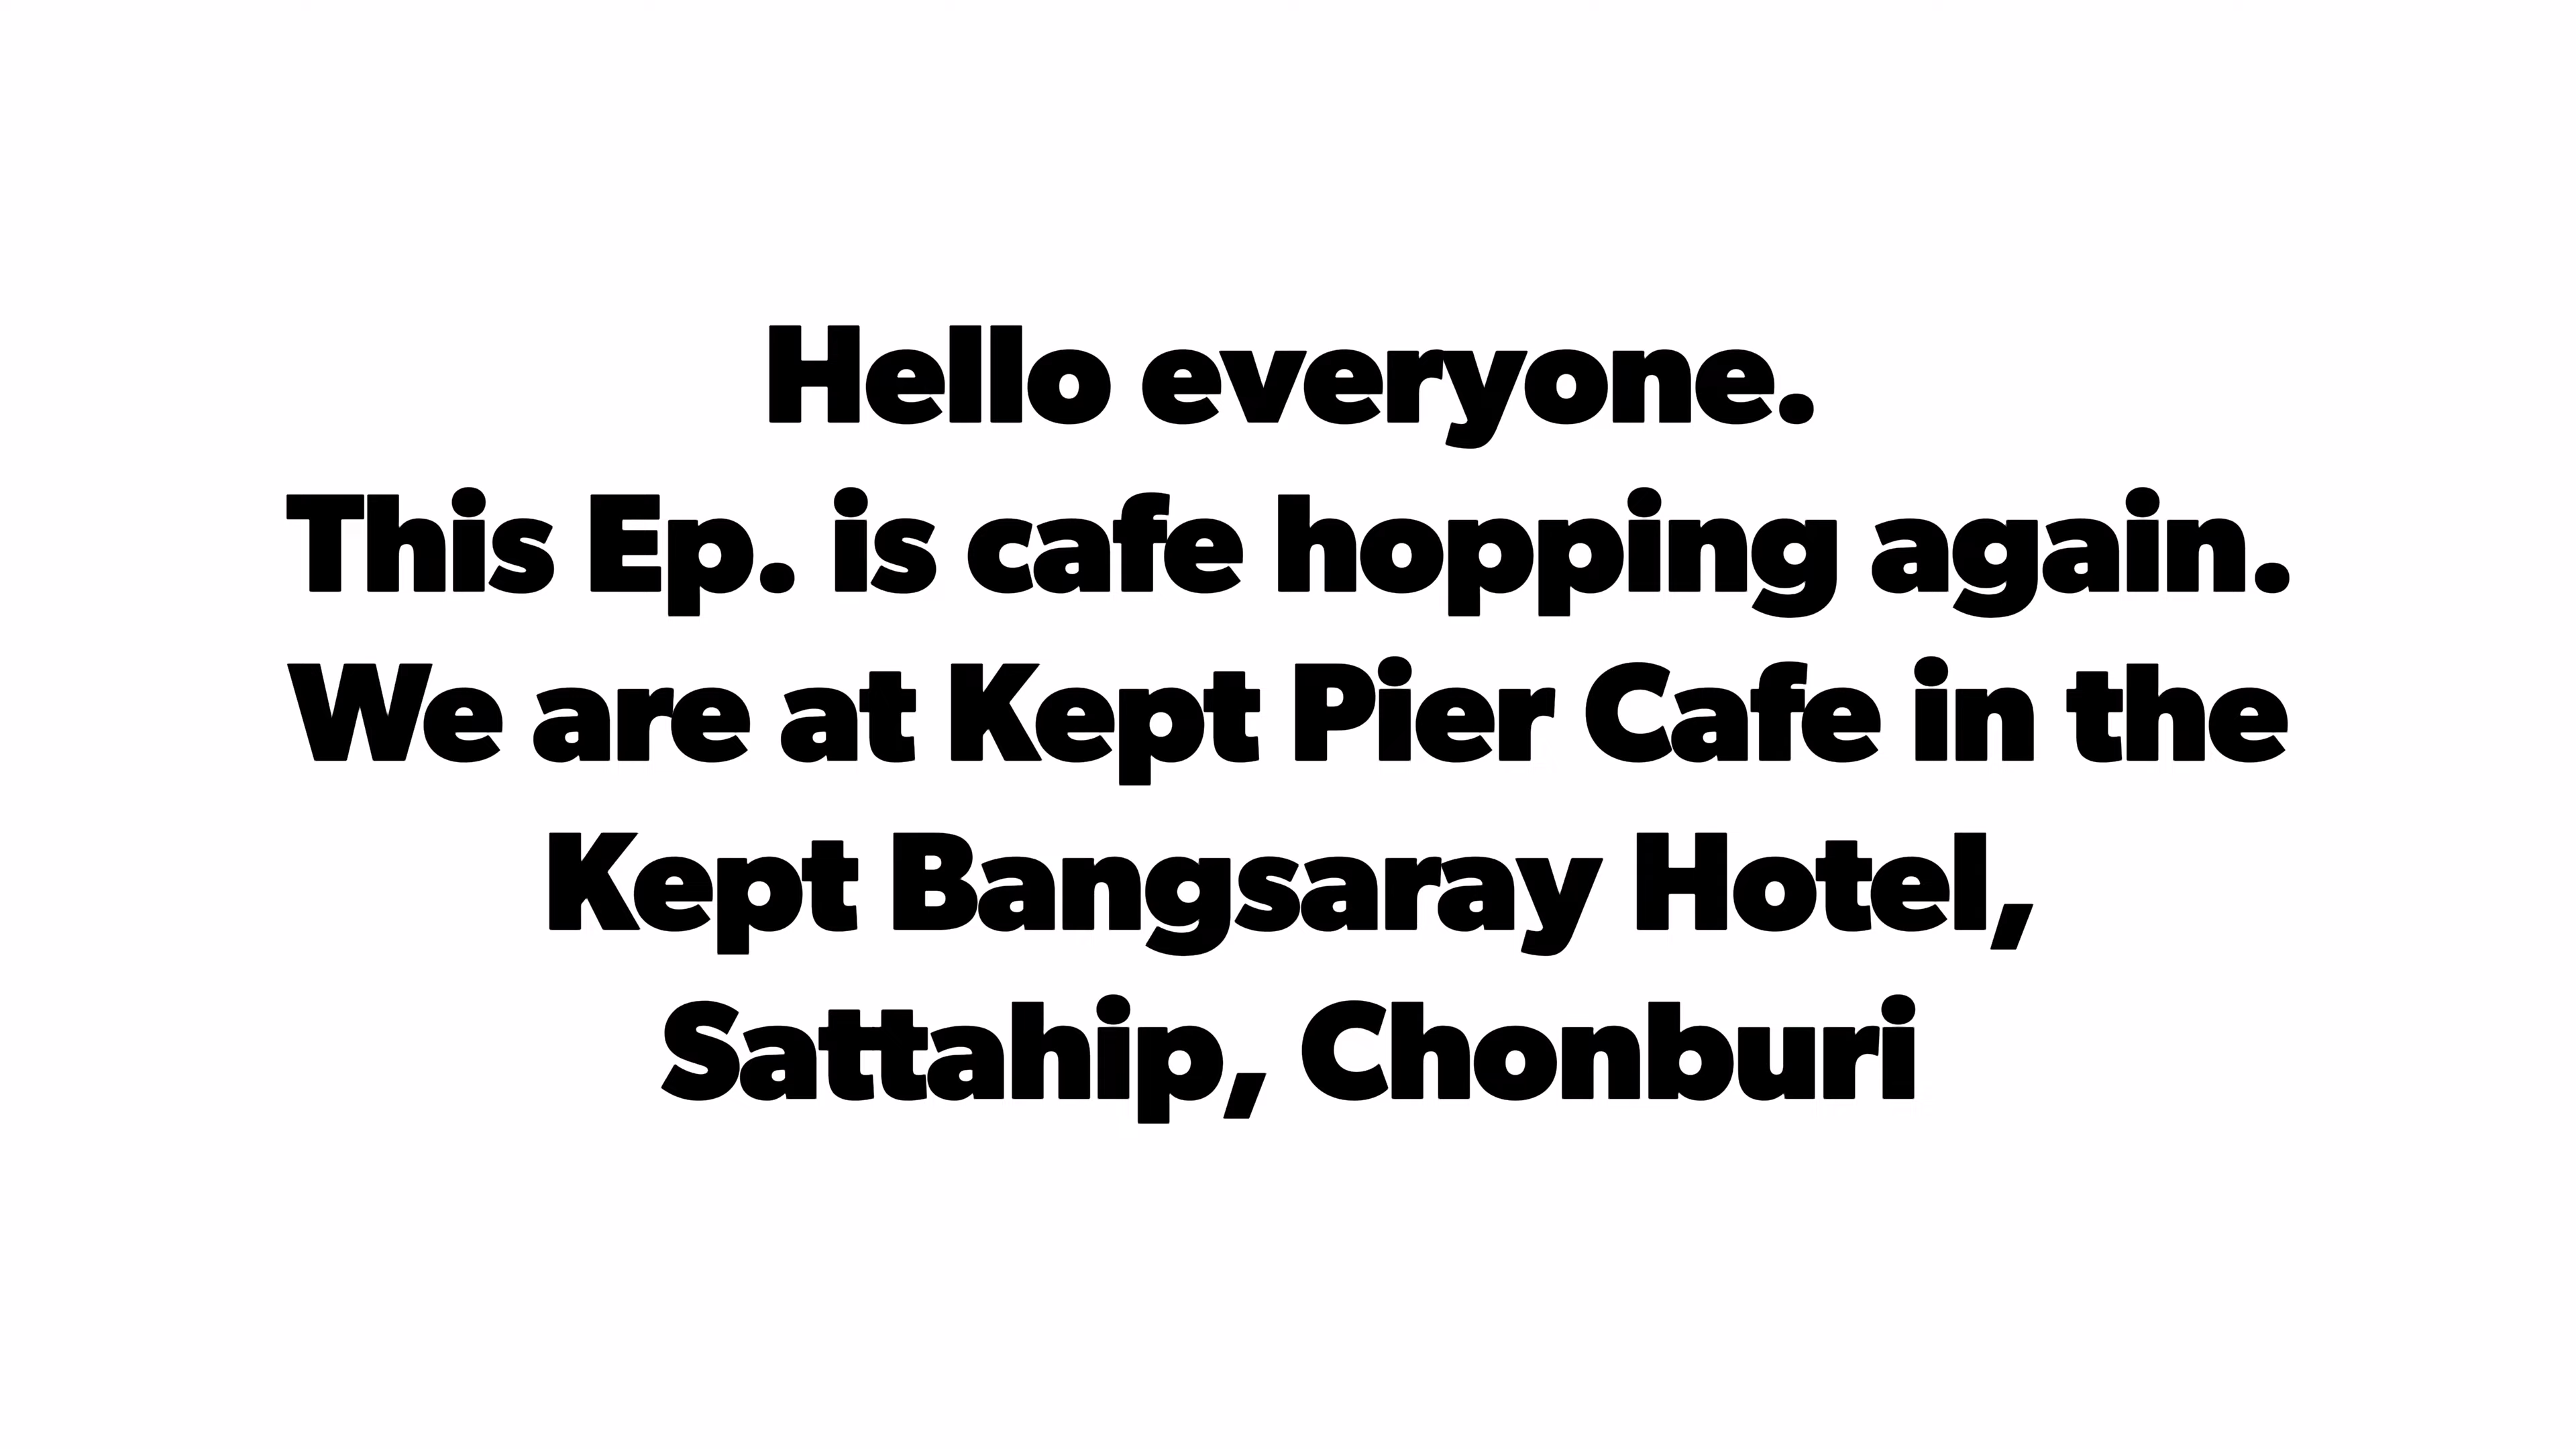 Hello everyone.
This Ep. is cafe hopping again.
We are at Kept Pier Cafe in the
Kept Bangsaray Hotel,
Sattahip, Chonburi